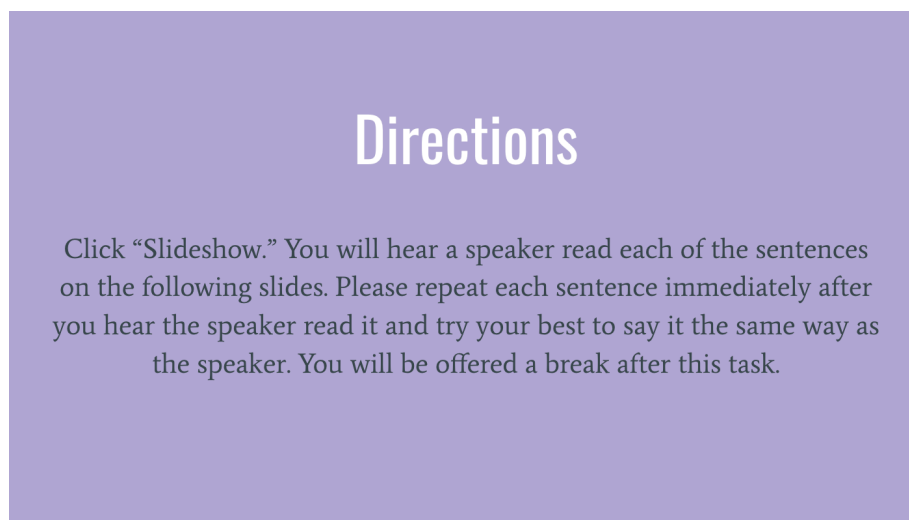 Directions
Click “Slideshow.” You will hear a speaker read each of the sentences
on the following slides. Please repeat each sentence immediately after
you hear the speaker read it and try your best to say it the same way as
the speaker. You will be offered a break after this task.